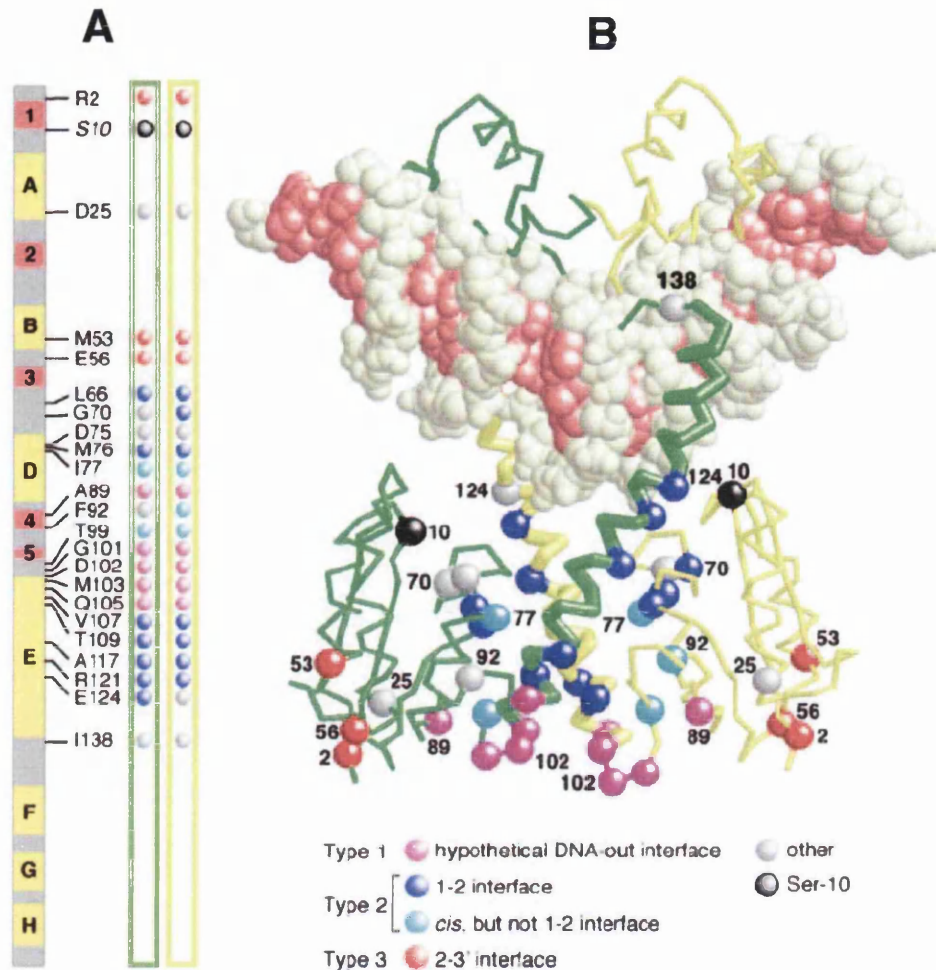 A
B
R2
1
S10
A
D25
2
B
M53
E56
3
L66
G70
D75
D
M76
I77
A89
4
F92
T99
5
G101
D102
M103
Q105
V107
T109
E
A117
R121
E124
I138
F
G
H
138
124
124
10
10
70
70
77
77
53
92
92
53
25
25
56
56
2
2
89
89
102
102
Type 1 hypothetical DNA-out interface
other
Type 2 1-2 interface
Ser-10
cis, but not 1-2 interface
Type 3 2-3' interface